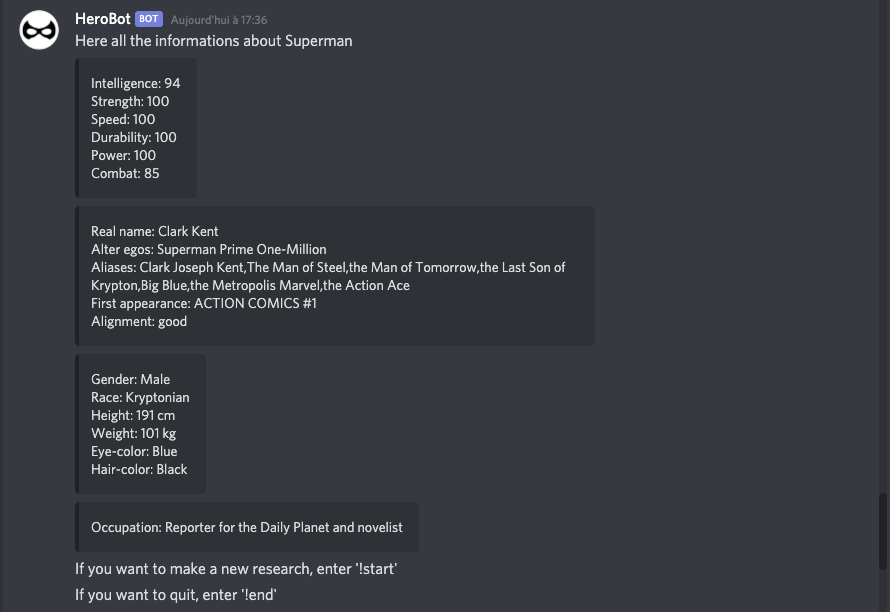 HeroBot BOT Aujourd'hui à 17:36
Here all the informations about Superman
Intelligence: 94
Strength: 100
Speed: 100
Durability: 100
Power: 100
Combat: 85
Real name: Clark Kent
Alter egos: Superman Prime One-Million
Aliases: Clark Joseph Kent,The Man of Steel,the Man of Tomorrow,the Last Son of
Krypton,Big Blue,the Metropolis Marvel,the Action Ace
First appearance: ACTION COMICS #1
Alignment: good
Gender: Male
Race: Kryptonian
Height: 191 cm
Weight: 101 kg
Eye-color: Blue
Hair-color: Black
Occupation: Reporter for the Daily Planet and novelist
If you want to make a new research, enter '!start'
If you want to quit, enter '!end'